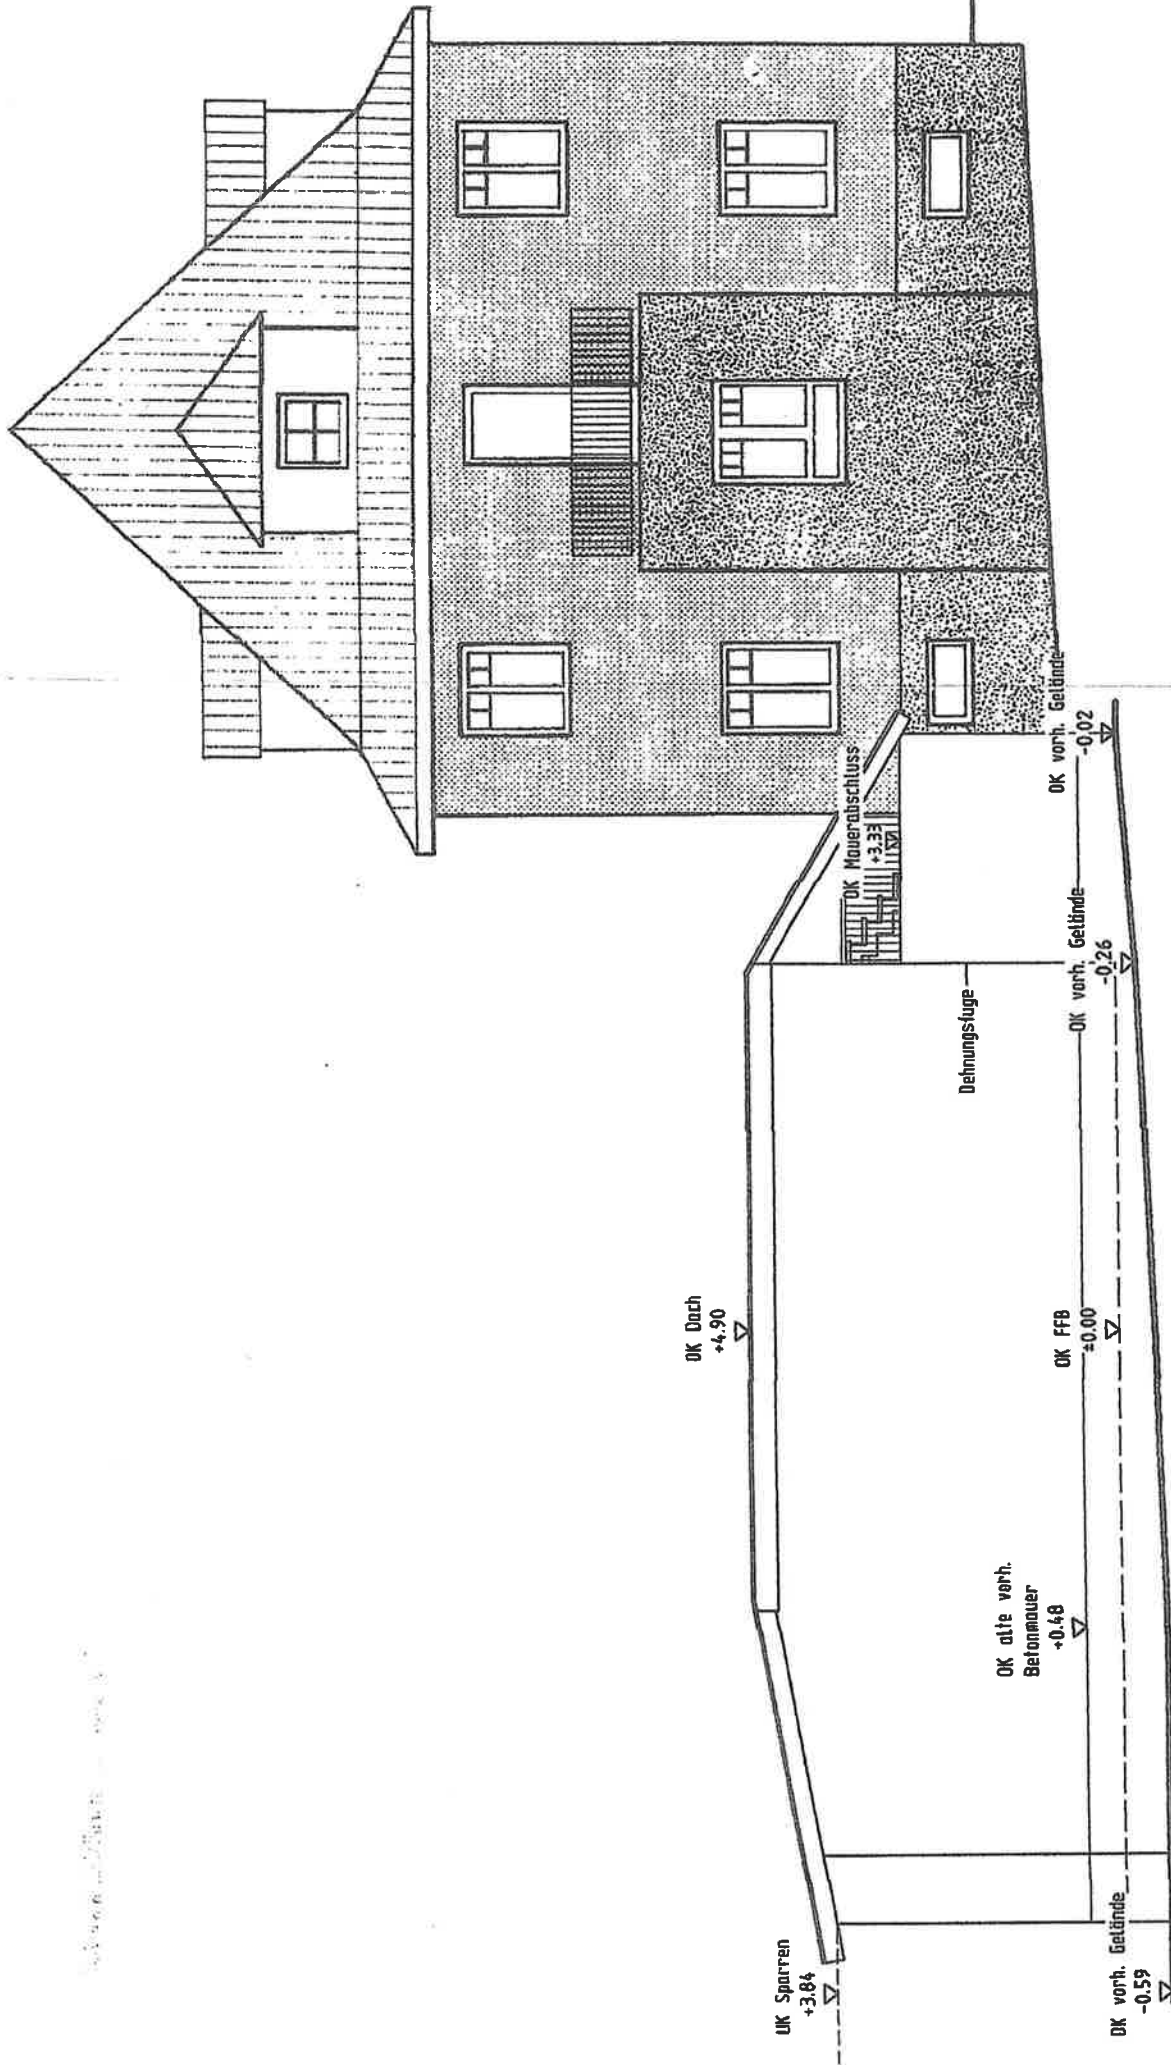 UK Sparren
+3.84
OK vorh. Gelände
-0.59
OK alte vorh.
Betonmauer
+0.48
OK Dach
+4.90
OK FFB
±0.00
Dehnungsfuge
OK vorh. Gelände
-0.26
OK Mauerabschluss
+3.33
OK vorh. Gelände
-0.02